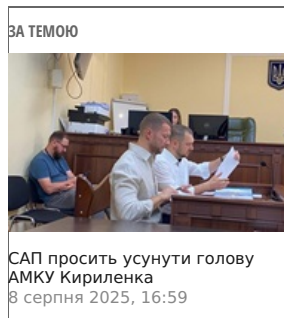 ЗА ТЕМОЮ
САП просить усунути голову
АМКУ Кириленка
8 серпня 2025, 16:59